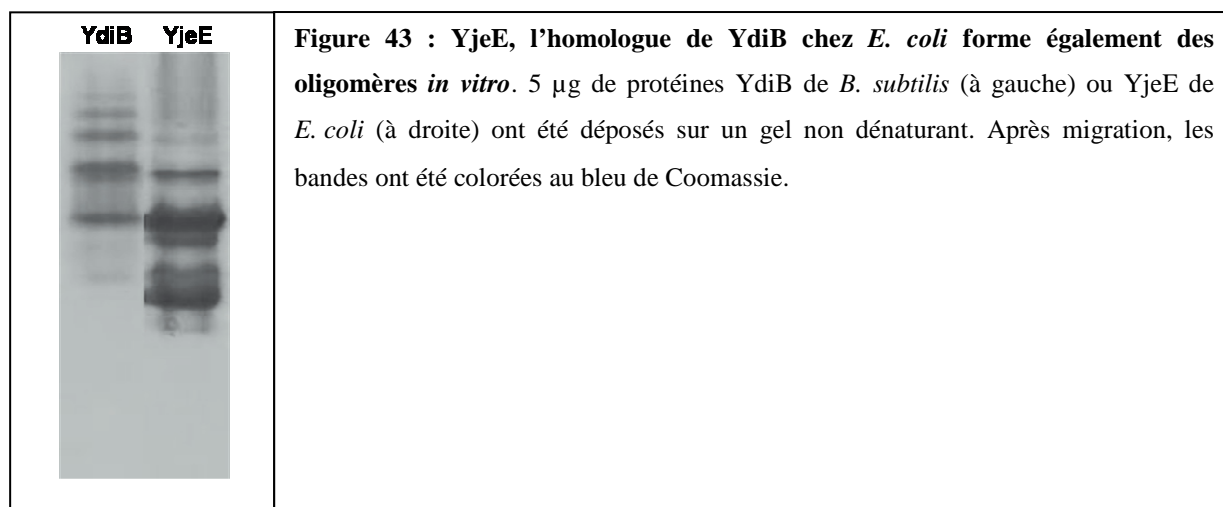 YdiB YjeE
Figure 43 : YjeE, l’homologue de YdiB chez E. coli forme également des
oligomères in vitro. 5 µg de protéines YdiB de B. subtilis (à gauche) ou YjeE de
E. coli (à droite) ont été déposés sur un gel non dénaturant. Après migration, les
bandes ont été colorées au bleu de Coomassie.